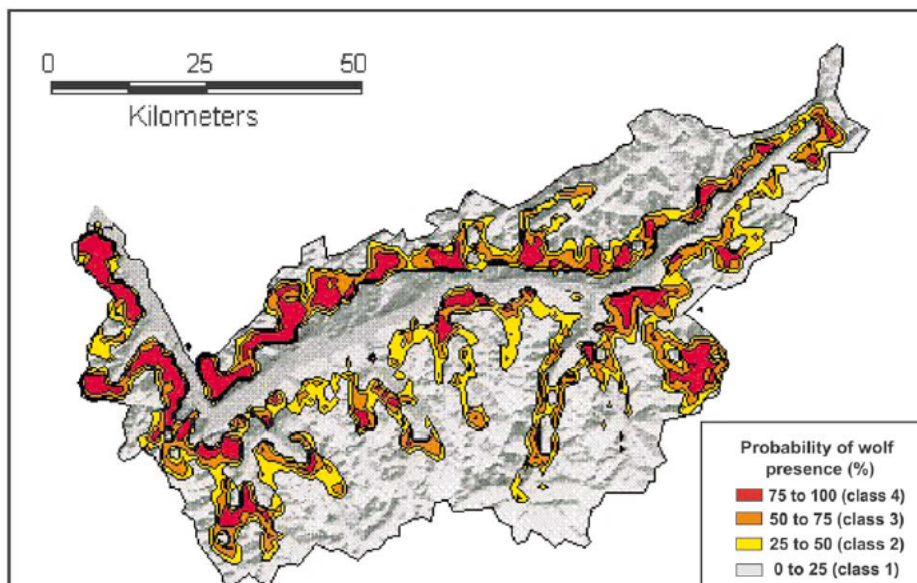 0 25 50
Kilometers
Probability of wolf
presence (%)
75 to 100 (class 4)
50 to 75 (class 3)
25 to 50 (class 2)
0 to 25 (class 1)